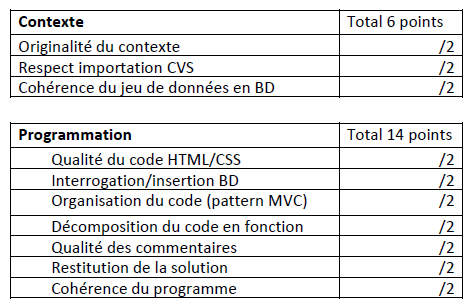 Contexte Total 6 points
Originalité du contexte /2
Respect importation CVS /2
Cohérence du jeu de données en BD /2
Programmation Total 14 points
Qualité du code HTML/CSS /2
Interrogation/insertion BD /2
Organisation du code (pattern MVC) /2
Décomposition du code en fonction /2
Qualité des commentaires /2
Restitution de la solution /2
Cohérence du programme /2